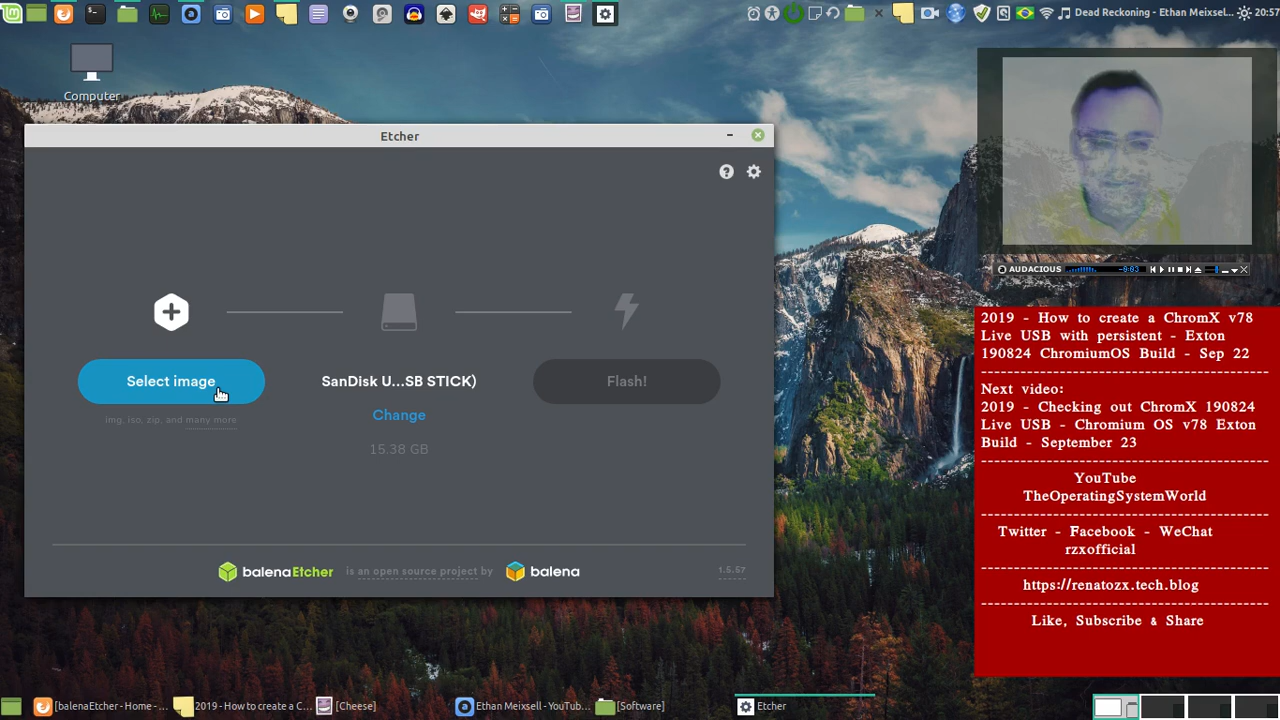 Dead Reckoning - Ethan Meixsel...
20:57
Computer
Etcher
Select image
SanDisk U...SB STICK)
Flash!
img, iso, zip, and many more
Change
15.38 GB
balenaEtcher is an open source project by balena
1.5.57
AUDACIOUS
2019 - How to create a ChromX v78
Live USB with persistent - Exton
190824 ChromiumOS Build - Sep 22
Next video:
2019 - Checking out ChromX 190824
Live USB - Chromium OS v78 Exton
Build - September 23
YouTube
TheOperatingSystemWorld
Twitter - Facebook - WeChat
rzxofficial
https://renatozx.tech.blog
Like, Subscribe & Share
[balenaEtcher - Home - ...
2019 - How to create a C...
[Cheese]
Ethan Meixsell - YouTub...
[Software]
Etcher